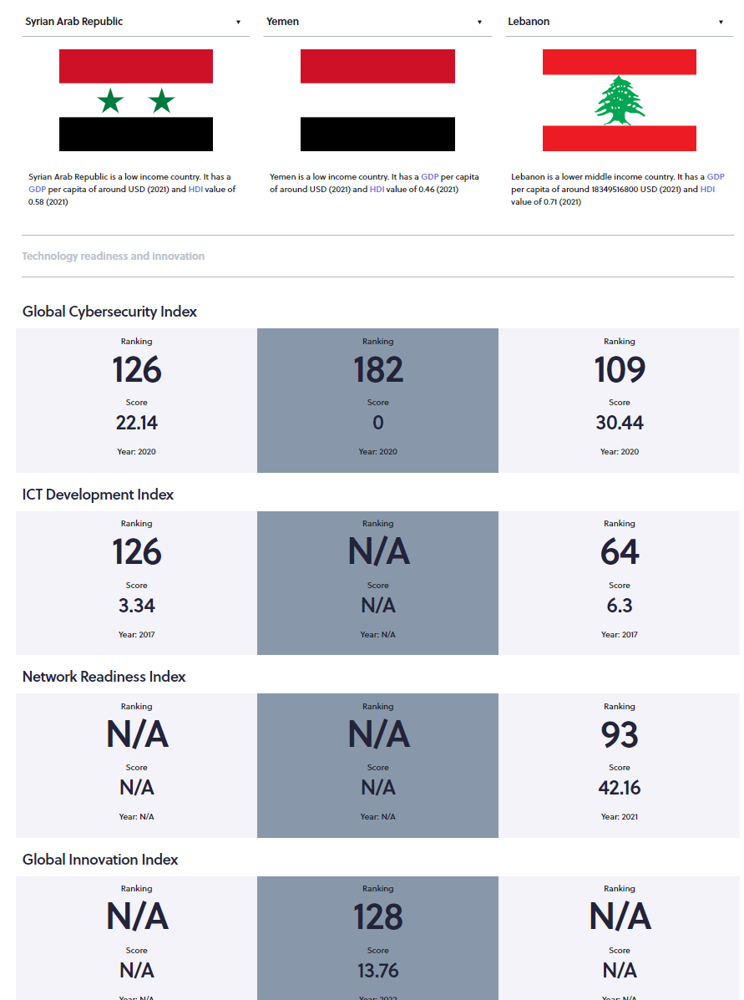 Syrian Arab Republic ▼ Yemen ▼ Lebanon ▼
Syrian Arab Republic is a low income country. It has a
GDP per capita of around USD (2021) and HDI value of
0.58 (2021)
Yemen is a low income country. It has a GDP per capita
of around USD (2021) and HDI value of 0.46 (2021)
Lebanon is a lower middle income country. It has a GDP
per capita of around 18349516800 USD (2021) and HDI
value of 0.71 (2021)
Technology readiness and innovation
Global Cybersecurity Index
Ranking Ranking Ranking
126 182 109
Score Score Score
22.14 0 30.44
Year: 2020 Year: 2020 Year: 2020
ICT Development Index
Ranking Ranking Ranking
126 N/A 64
Score Score Score
3.34 N/A 6.3
Year: 2017 Year: N/A Year: 2017
Network Readiness Index
Ranking Ranking Ranking
N/A N/A 93
Score Score Score
N/A N/A 42.16
Year: N/A Year: N/A Year: 2021
Global Innovation Index
Ranking Ranking Ranking
N/A 128 N/A
Score Score Score
N/A 13.76 N/A
Year: N/A Year: 2022 Year: N/A